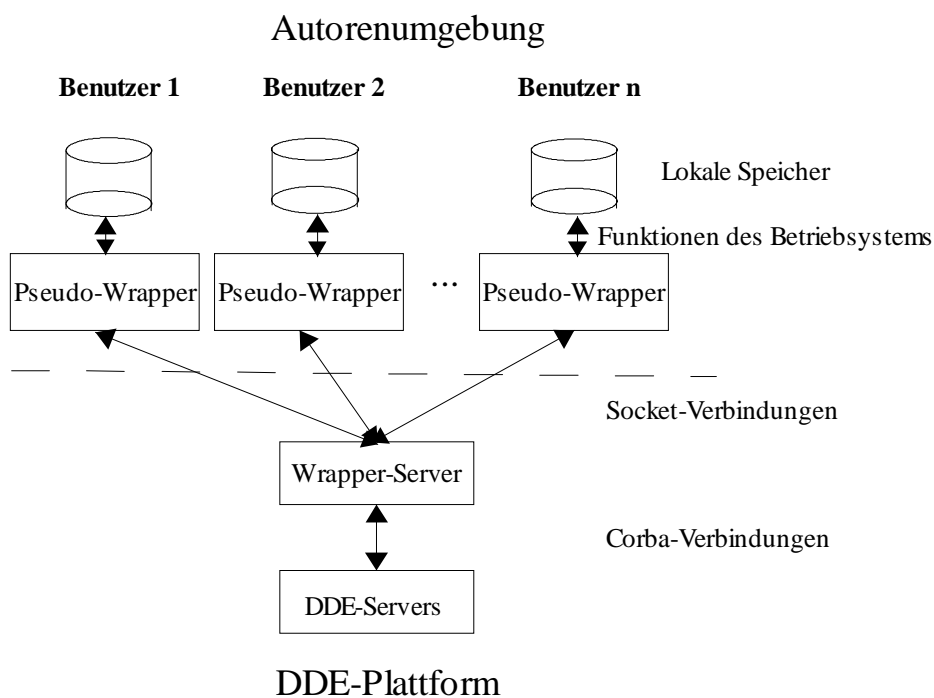 Autorenumgebung
Benutzer 1 Benutzer 2 Benutzer n
Lokale Speicher
Funktionen des Betriebsystems
Pseudo-Wrapper Pseudo-Wrapper ... Pseudo-Wrapper
Socket-Verbindungen
Wrapper-Server
Corba-Verbindungen
DDE-Servers
DDE-Plattform